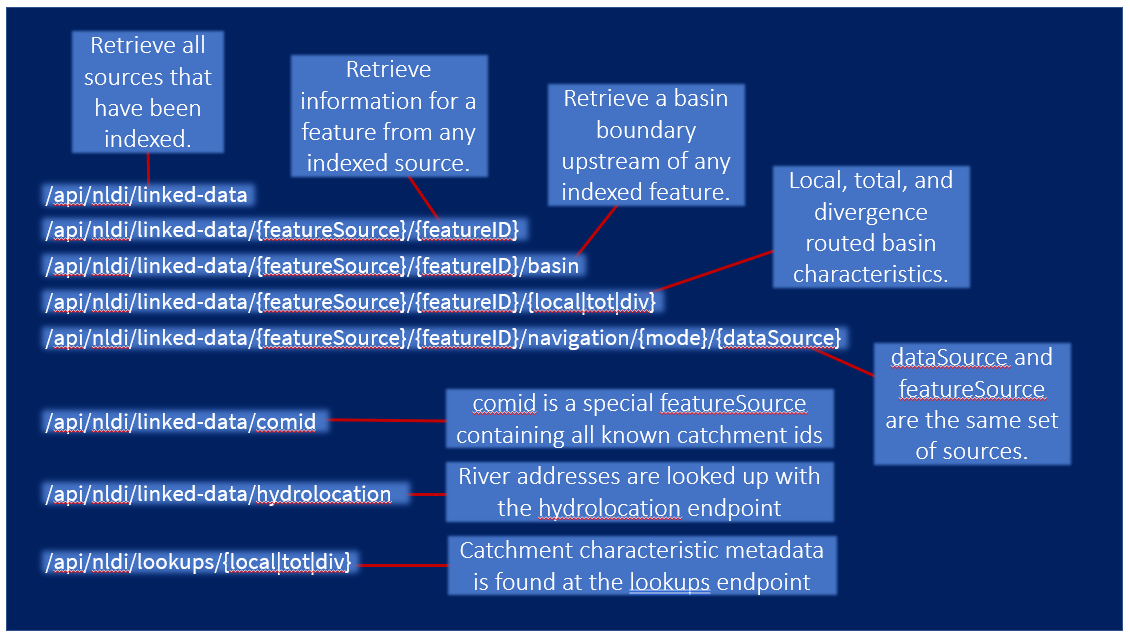 Retrieve all
sources that
have been
indexed.
Retrieve
information for a
feature from any
indexed source.
Retrieve a basin
boundary
upstream of any
indexed feature.
Local, total, and
divergence
routed basin
characteristics.
/api/nldi/linked-data
/api/nldi/linked-data/{featureSource}/{featureID}
/api/nldi/linked-data/{featureSource}/{featureID}/basin
/api/nldi/linked-data/{featureSource}/{featureID}/{local|tot|div}
/api/nldi/linked-data/{featureSource}/{featureID}/navigation/{mode}/{dataSource}
dataSource and
featureSource
are the same set
of sources.
/api/nldi/linked-data/comid
comid is a special featureSource
containing all known catchment ids
/api/nldi/linked-data/hydrolocation
River addresses are looked up with
the hydrolocation endpoint
/api/nldi/lookups/{local|tot|div}
Catchment characteristic metadata
is found at the lookups endpoint